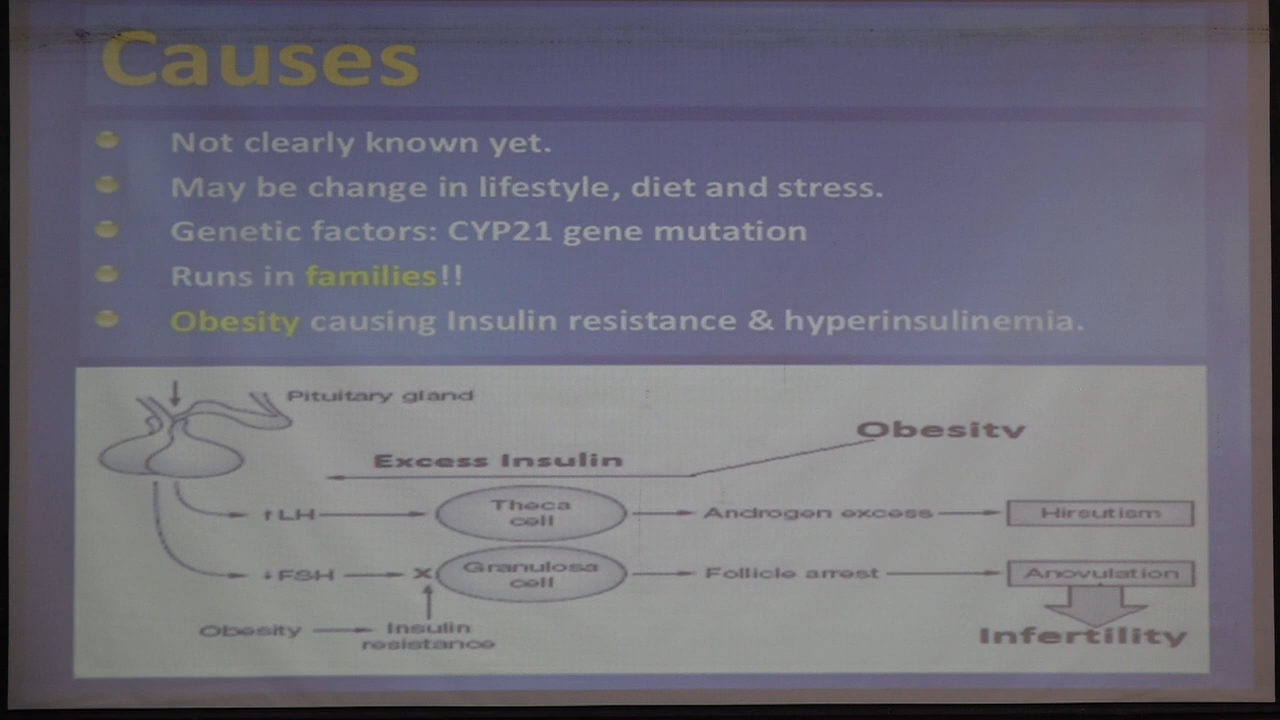 Causes
Not clearly known yet.
May be change in lifestyle, diet and stress.
Genetic factors: CYP21 gene mutation
Runs in families!!
Obesity causing Insulin resistance & hyperinsulinemia.
Pituitary gland
Obesity
Excess Insulin
↑LH
Theca
cell
Androgen excess
Hirsutism
↓FSH
X
Granulosa
cell
Follicle arrest
Anovulation
Obesity
Insulin
resistance
Infertility